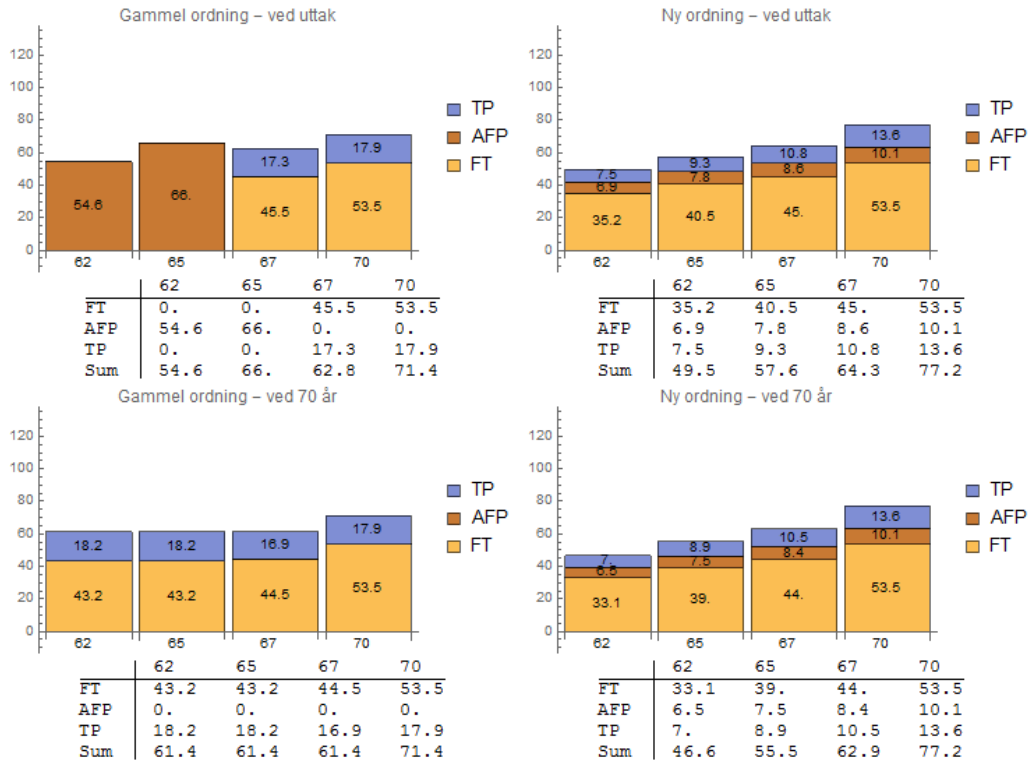 Gammel ordning – ved uttak
120
100
80
60
40
20
0
54.6
66.
17.3
45.5
17.9
53.5
62 65 67 70
TP
AFP
FT
62 65 67 70
FT 0. 0. 45.5 53.5
AFP 54.6 66. 0. 0.
TP 0. 0. 17.3 17.9
Sum 54.6 66. 62.8 71.4
Ny ordning – ved uttak
120
100
80
60
40
20
0
7.5
6.9
35.2
9.3
7.8
40.5
10.8
8.6
45.
13.6
10.1
53.5
62 65 67 70
TP
AFP
FT
62 65 67 70
FT 35.2 40.5 45. 53.5
AFP 6.9 7.8 8.6 10.1
TP 7.5 9.3 10.8 13.6
Sum 49.5 57.6 64.3 77.2
Gammel ordning – ved 70 år
120
100
80
60
40
20
0
18.2
43.2
18.2
43.2
16.9
44.5
17.9
53.5
62 65 67 70
TP
AFP
FT
62 65 67 70
FT 43.2 43.2 44.5 53.5
AFP 0. 0. 0. 0.
TP 18.2 18.2 16.9 17.9
Sum 61.4 61.4 61.4 71.4
Ny ordning – ved 70 år
120
100
80
60
40
20
0
7.
6.5
33.1
8.9
7.5
39.
10.5
8.4
44.
13.6
10.1
53.5
62 65 67 70
TP
AFP
FT
62 65 67 70
FT 33.1 39. 44. 53.5
AFP 6.5 7.5 8.4 10.1
TP 7. 8.9 10.5 13.6
Sum 46.6 55.5 62.9 77.2